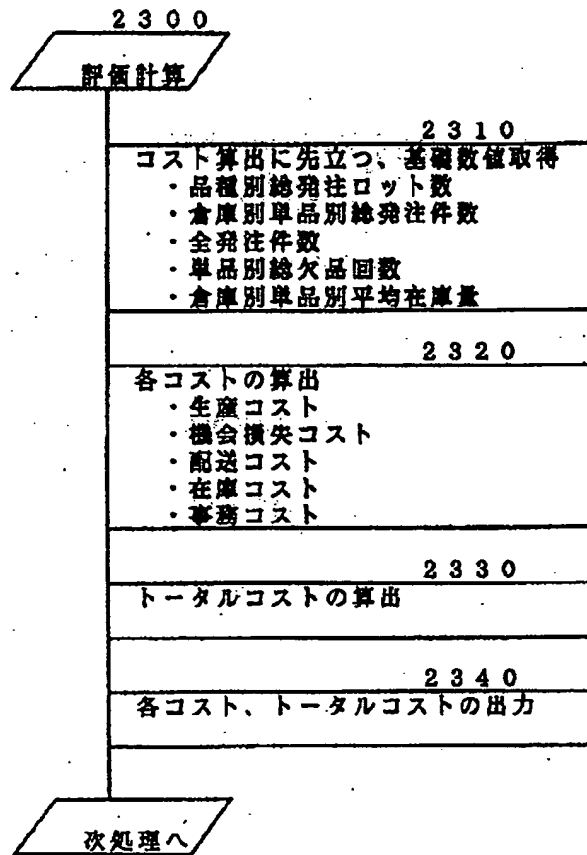 ２３００
評価計算
２３１０
コスト算出に先立つ、基礎数値取得
・品種別総発注ロット数
・倉庫別単品別総発注件数
・全発注件数
・単品別総欠品回数
・倉庫別単品別平均在庫量
２３２０
各コストの算出
・生産コスト
・機会損失コスト
・配送コスト
・在庫コスト
・事務コスト
２３３０
トータルコストの算出
２３４０
各コスト、トータルコストの出力
次処理へ